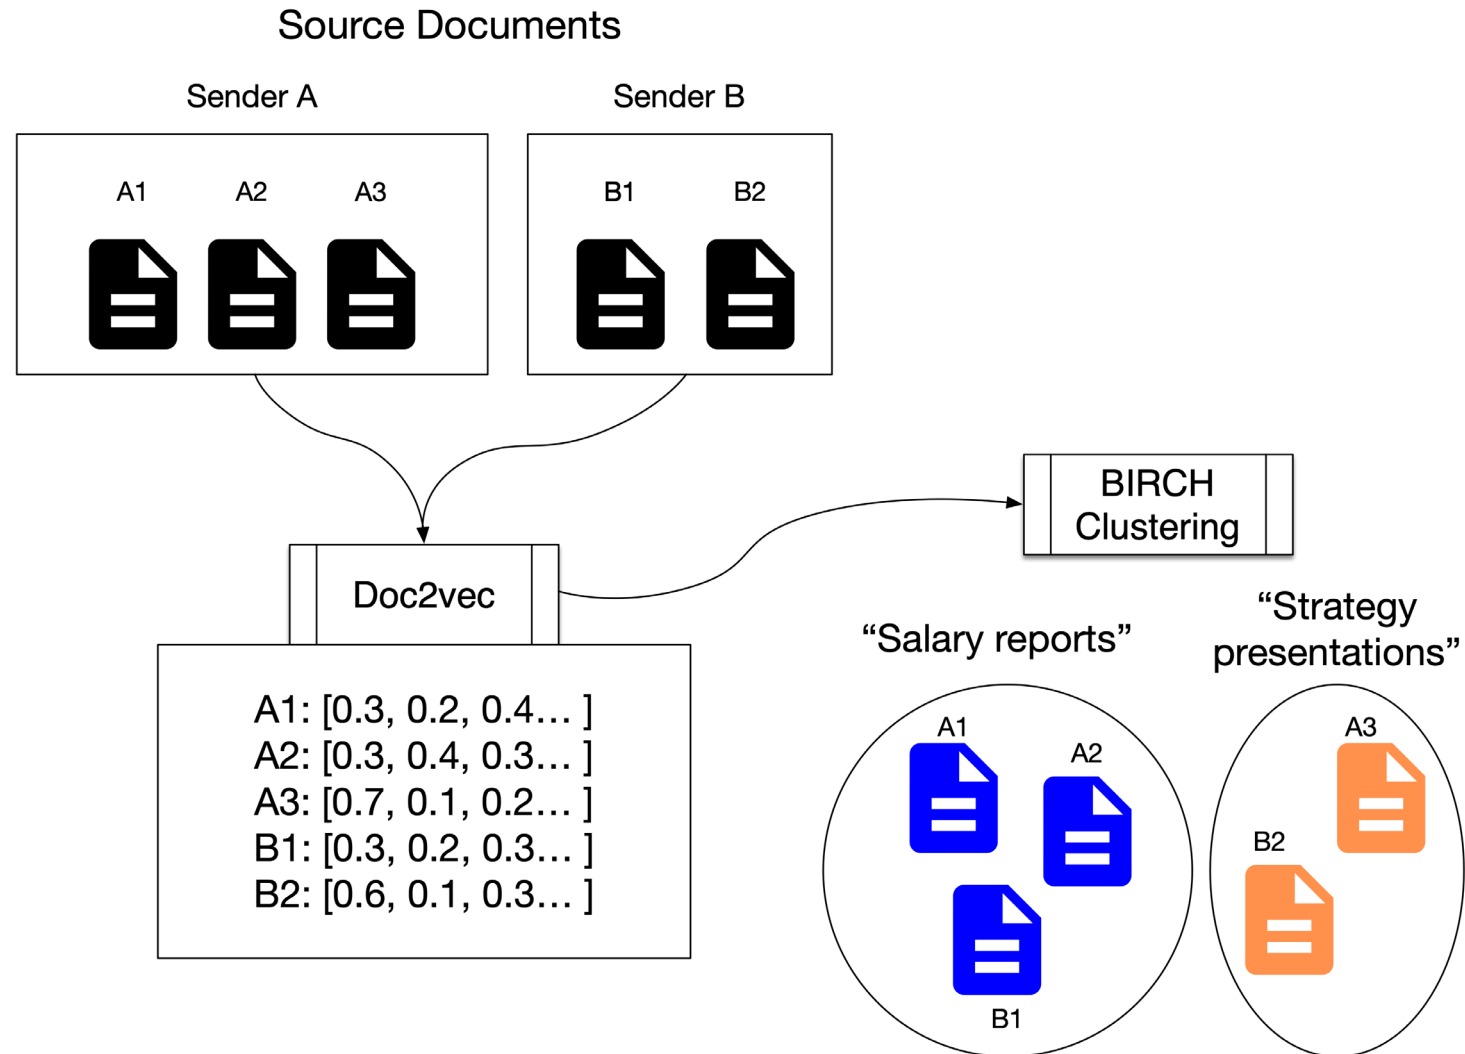 Source Documents
Sender A
Sender B
A1
A2
A3
B1
B2
Doc2vec
A1: [0.3, 0.2, 0.4... ]
A2: [0.3, 0.4, 0.3... ]
A3: [0.7, 0.1, 0.2... ]
B1: [0.3, 0.2, 0.3... ]
B2: [0.6, 0.1, 0.3... ]
BIRCH
Clustering
“Salary reports”
A1
A2
B1
“Strategy
presentations”
A3
B2